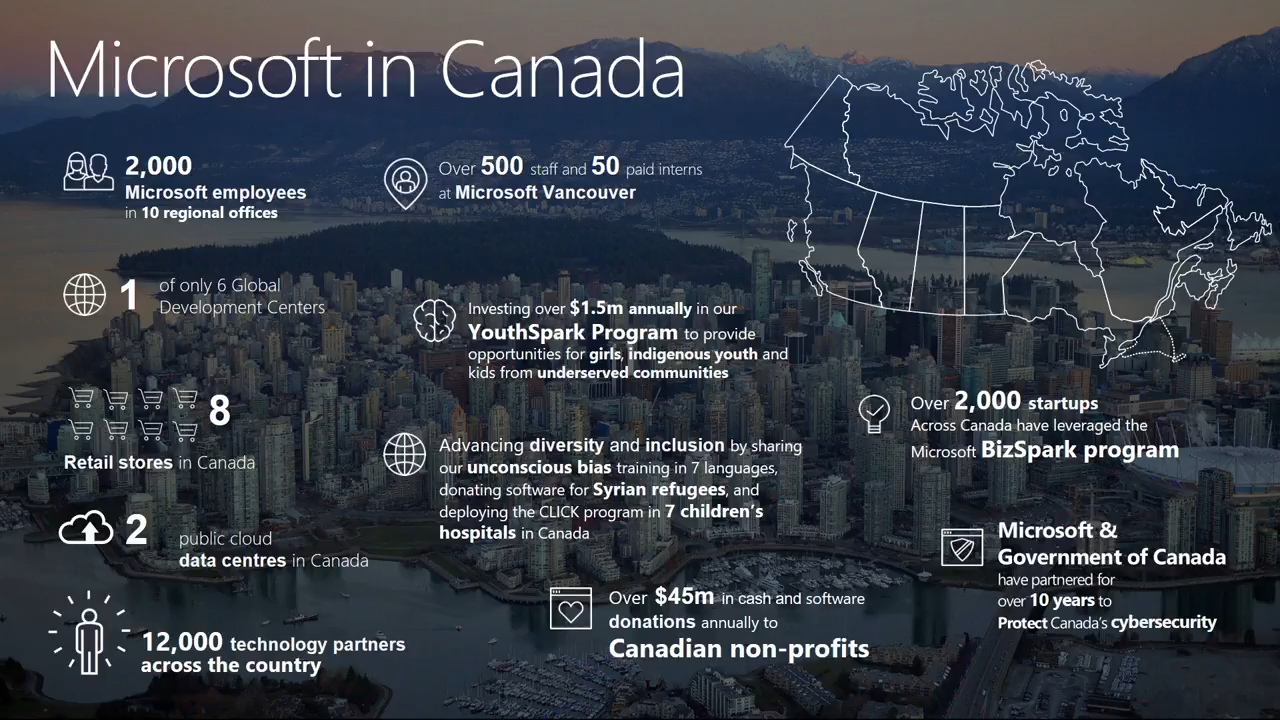 Microsoft in Canada
2,000
Microsoft employees
in 10 regional offices
Over 500 staff and 50 paid interns
at Microsoft Vancouver
1 of only 6 Global
Development Centers
Investing over $1.5m annually in our
YouthSpark Program to provide
opportunities for girls, indigenous youth and
kids from underserved communities
8
Retail stores in Canada
Over 2,000 startups
Across Canada have leveraged the
Microsoft BizSpark program
Advancing diversity and inclusion by sharing
our unconscious bias training in 7 languages,
donating software for Syrian refugees, and
deploying the CLICK program in 7 children's
hospitals in Canada
2 public cloud
data centres in Canada
Microsoft &
Government of Canada
have partnered for
over 10 years to
Protect Canada's cybersecurity
Over $45m in cash and software
donations annually to
Canadian non-profits
12,000 technology partners
across the country